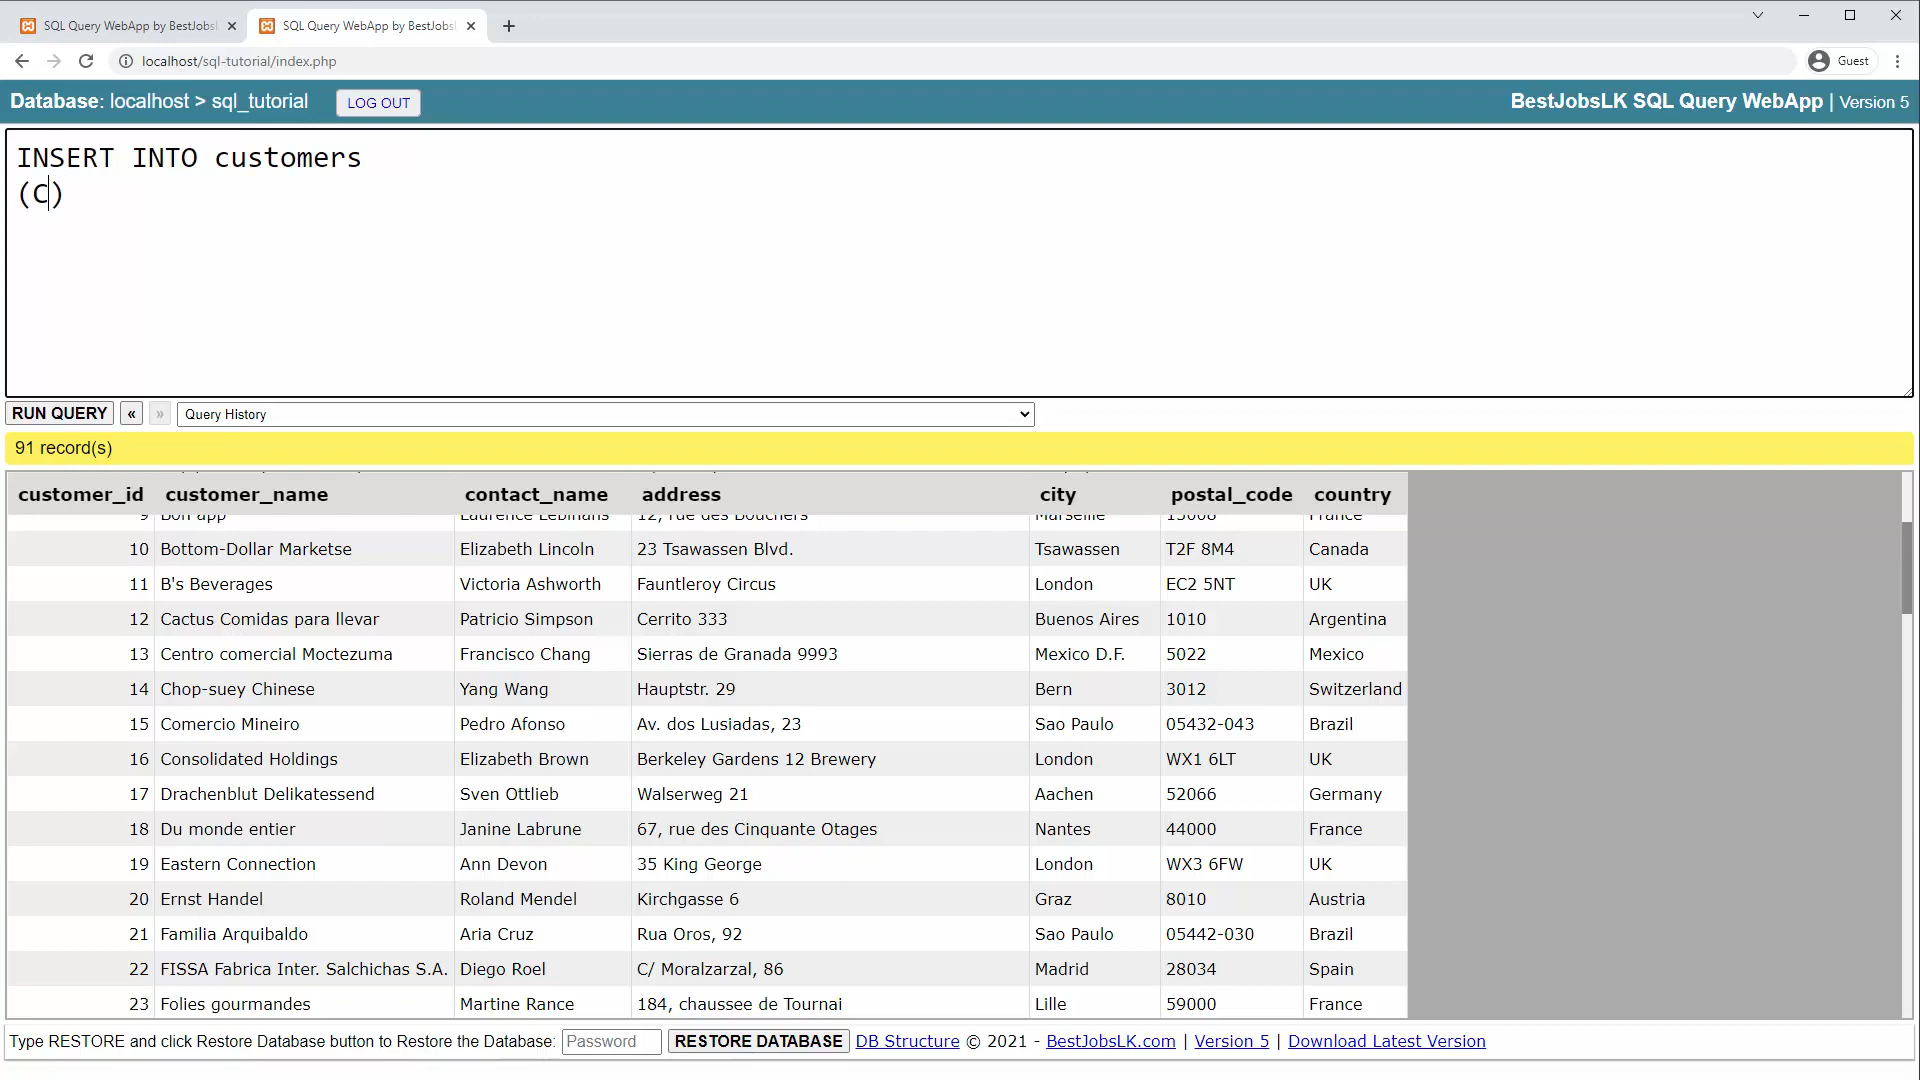 SQL Query WebApp by BestJobsL
SQL Query WebApp by BestJobsL
localhost/sql-tutorial/index.php
Guest
Database: localhost > sql_tutorial
LOG OUT
BestJobsLK SQL Query WebApp | Version 5
INSERT INTO customers
(C)
RUN QUERY « » Query History
91 record(s)
customer_id customer_name contact_name address city postal_code country
9 Bon app Laurence Lebihans 12, rue des Bouchers Marseille 13008 France
10 Bottom-Dollar Marketse Elizabeth Lincoln 23 Tsawassen Blvd. Tsawassen T2F 8M4 Canada
11 B's Beverages Victoria Ashworth Fauntleroy Circus London EC2 5NT UK
12 Cactus Comidas para llevar Patricio Simpson Cerrito 333 Buenos Aires 1010 Argentina
13 Centro comercial Moctezuma Francisco Chang Sierras de Granada 9993 Mexico D.F. 5022 Mexico
14 Chop-suey Chinese Yang Wang Hauptstr. 29 Bern 3012 Switzerland
15 Comercio Mineiro Pedro Afonso Av. dos Lusiadas, 23 Sao Paulo 05432-043 Brazil
16 Consolidated Holdings Elizabeth Brown Berkeley Gardens 12 Brewery London WX1 6LT UK
17 Drachenblut Delikatessend Sven Ottlieb Walserweg 21 Aachen 52066 Germany
18 Du monde entier Janine Labrune 67, rue des Cinquante Otages Nantes 44000 France
19 Eastern Connection Ann Devon 35 King George London WX3 6FW UK
20 Ernst Handel Roland Mendel Kirchgasse 6 Graz 8010 Austria
21 Familia Arquibaldo Aria Cruz Rua Oros, 92 Sao Paulo 05442-030 Brazil
22 FISSA Fabrica Inter. Salchichas S.A. Diego Roel C/ Moralzarzal, 86 Madrid 28034 Spain
23 Folies gourmandes Martine Rance 184, chaussee de Tournai Lille 59000 France
Type RESTORE and click Restore Database button to Restore the Database: Password RESTORE DATABASE DB Structure © 2021 - BestJobsLK.com | Version 5 | Download Latest Version